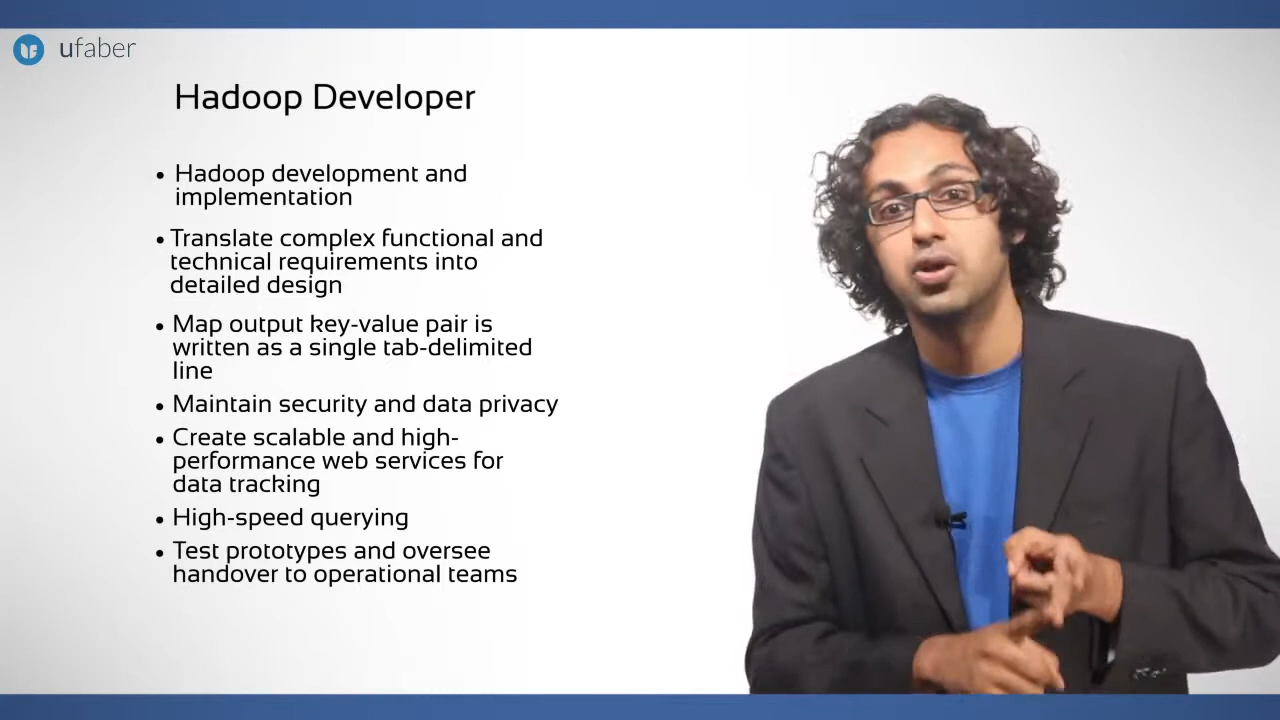 ufaber
Hadoop Developer
• Hadoop development and
implementation
• Translate complex functional and
technical requirements into
detailed design
• Map output key-value pair is
written as a single tab-delimited
line
• Maintain security and data privacy
• Create scalable and high-
performance web services for
data tracking
• High-speed querying
• Test prototypes and oversee
handover to operational teams